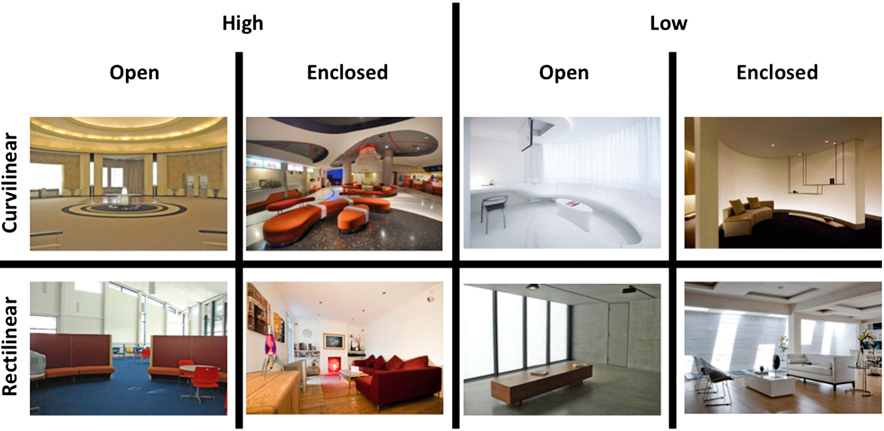 High
Low
Open
Enclosed
Open
Enclosed
Curvilinear
Rectilinear